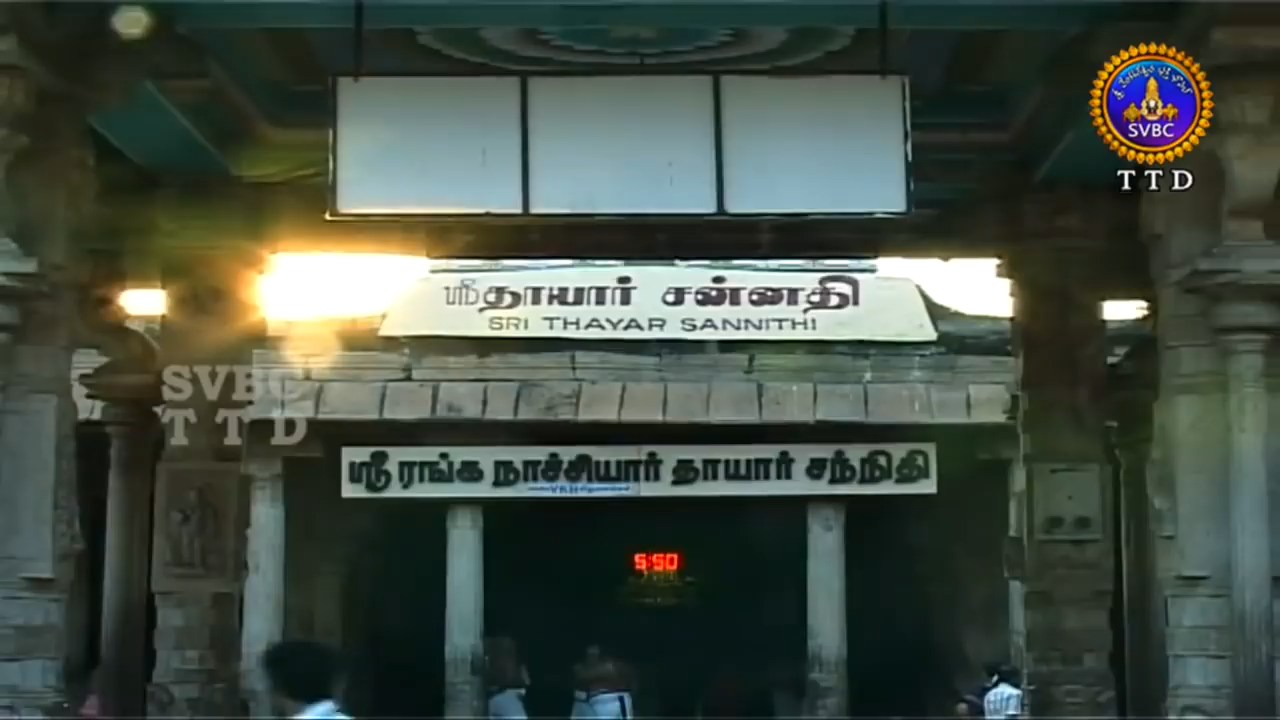 SVBC
TTD
ஸ்ரீதாயார் சன்னதி
SRI THAYAR SANNITHI
SVBC
TTD
ஸ்ரீ ரங்க நாச்சியார் தாயார் சந்நிதி
5:50